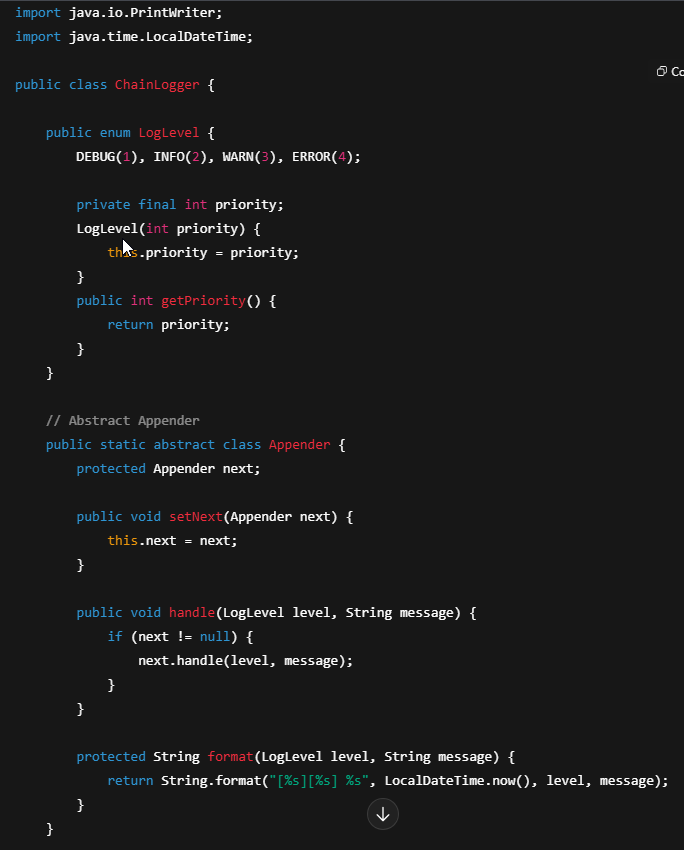 import java.io.PrintWriter;
import java.time.LocalDateTime;
Co
public class ChainLogger {
public enum LogLevel {
DEBUG(1), INFO(2), WARN(3), ERROR(4);
private final int priority;
LogLevel(int priority) {
this.priority = priority;
}
public int getPriority() {
return priority;
}
}
// Abstract Appender
public static abstract class Appender {
protected Appender next;
public void setNext(Appender next) {
this.next = next;
}
public void handle(LogLevel level, String message) {
if (next != null) {
next.handle(level, message);
}
}
protected String format(LogLevel level, String message) {
return String.format("[%s][%s] %s", LocalDateTime.now(), level, message);
}
}